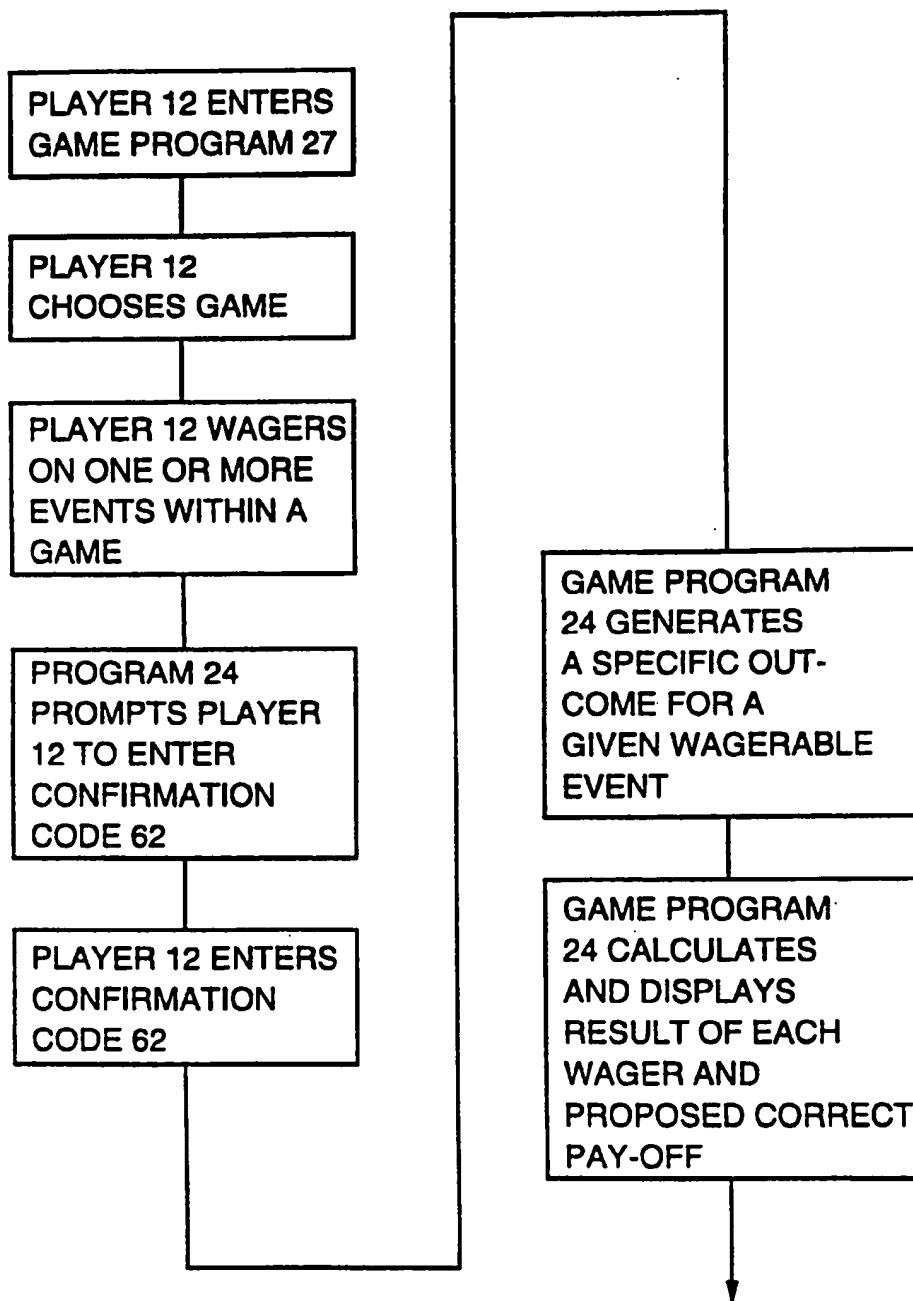 PLAYER 12 ENTERS
GAME PROGRAM 27
PLAYER 12
CHOOSES GAME
PLAYER 12 WAGERS
ON ONE OR MORE
EVENTS WITHIN A
GAME
PROGRAM 24
PROMPTS PLAYER
12 TO ENTER
CONFIRMATION
CODE 62
PLAYER 12 ENTERS
CONFIRMATION
CODE 62
GAME PROGRAM
24 GENERATES
A SPECIFIC OUT-
COME FOR A
GIVEN WAGERABLE
EVENT
GAME PROGRAM
24 CALCULATES
AND DISPLAYS
RESULT OF EACH
WAGER AND
PROPOSED CORRECT
PAY-OFF